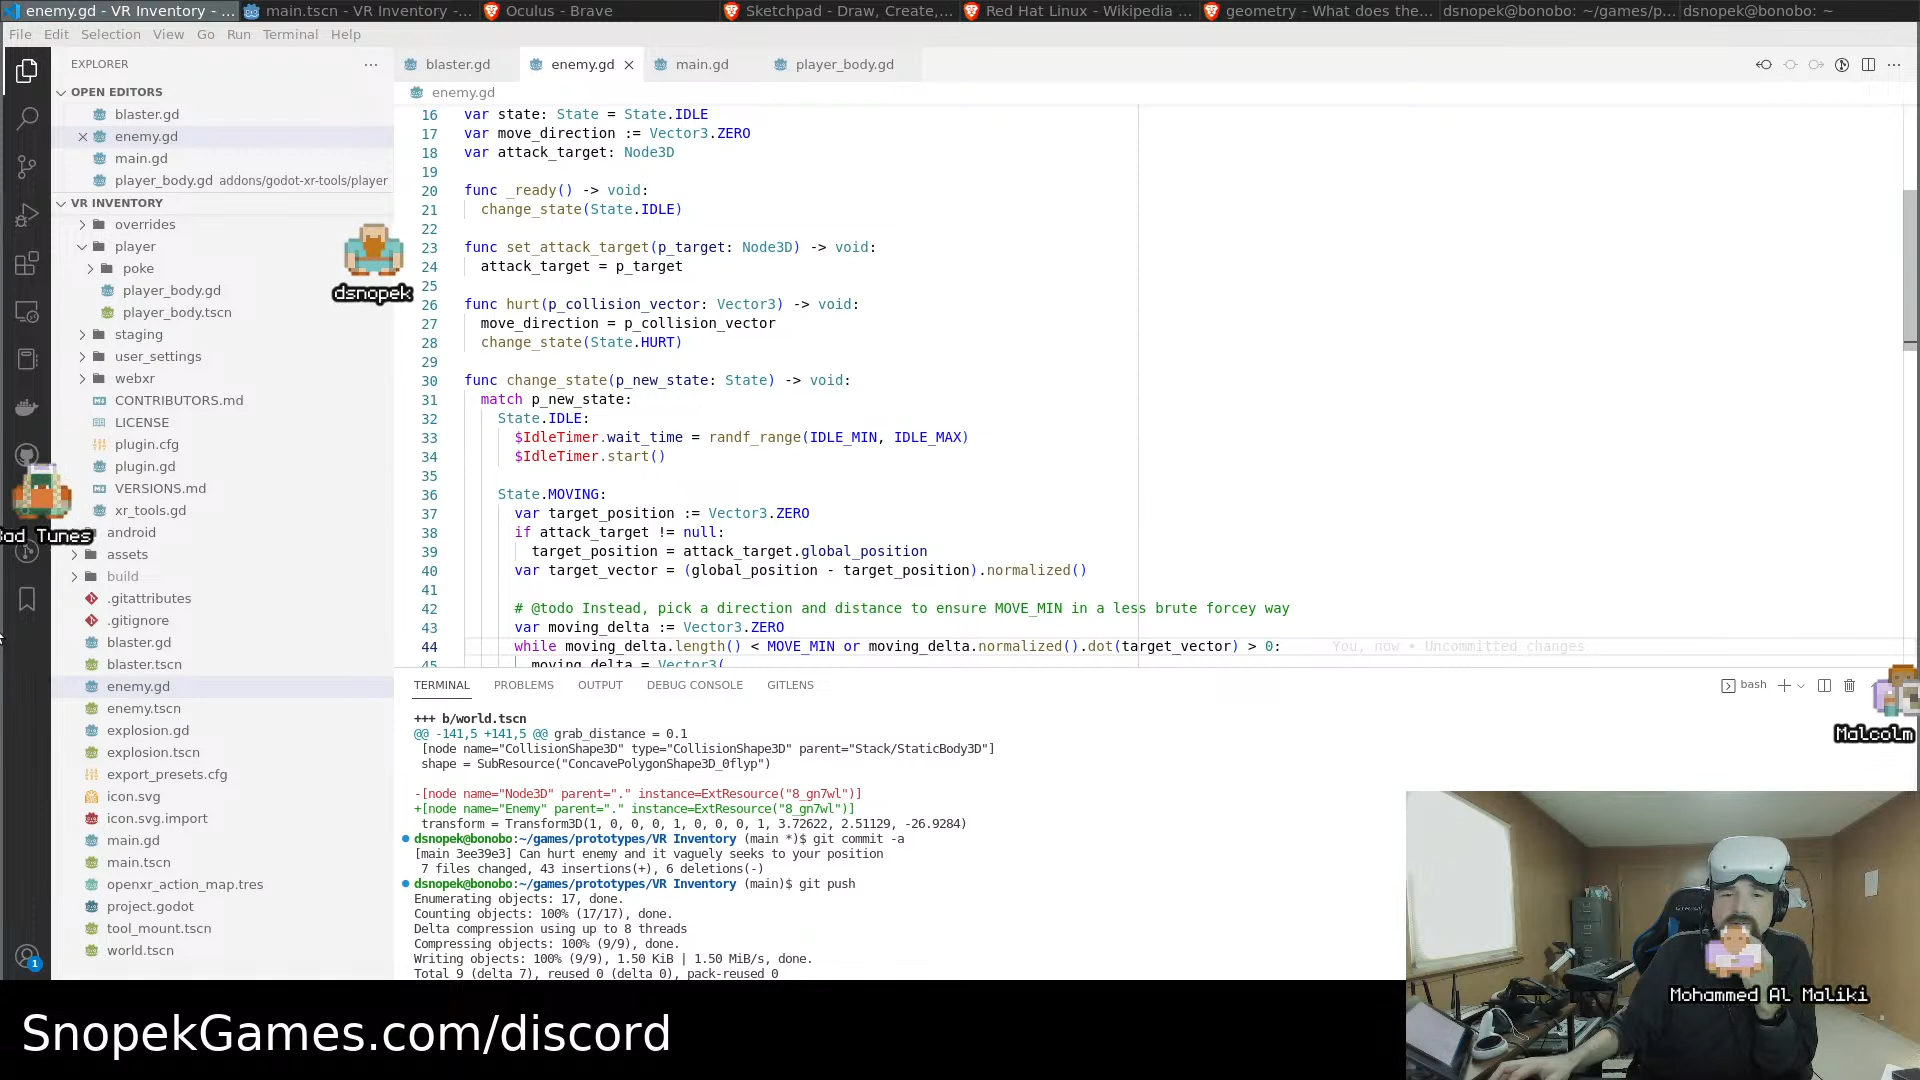 enemy.gd - VR Inventory - ...
main.tscn - VR Inventory -...
Oculus - Brave
Sketchpad - Draw, Create,...
Red Hat Linux - Wikipedia ...
geometry - What does the...
dsnopek@bonobo: ~/games/p...
dsnopek@bonobo: ~
File Edit Selection View Go Run Terminal Help
EXPLORER
OPEN EDITORS
blaster.gd
enemy.gd
main.gd
player_body.gd addons/godot-xr-tools/player
VR INVENTORY
overrides
player
poke
player_body.gd
player_body.tscn
staging
user_settings
webxr
CONTRIBUTORS.md
LICENSE
plugin.cfg
plugin.gd
VERSIONS.md
xr_tools.gd
android
assets
build
.gitattributes
.gitignore
blaster.gd
blaster.tscn
enemy.gd
enemy.tscn
explosion.gd
explosion.tscn
export_presets.cfg
icon.svg
icon.svg.import
main.gd
main.tscn
openxr_action_map.tres
project.godot
tool_mount.tscn
world.tscn
1
dsnopek
Bad Tunes
blaster.gd
enemy.gd
main.gd
player_body.gd
enemy.gd
16 var state: State = State.IDLE
17 var move_direction := Vector3.ZERO
18 var attack_target: Node3D
19
20 func _ready() -> void:
21 change_state(State.IDLE)
22
23 func set_attack_target(p_target: Node3D) -> void:
24 attack_target = p_target
25
26 func hurt(p_collision_vector: Vector3) -> void:
27 move_direction = p_collision_vector
28 change_state(State.HURT)
29
30 func change_state(p_new_state: State) -> void:
31 match p_new_state:
32 State.IDLE:
33 $IdleTimer.wait_time = randf_range(IDLE_MIN, IDLE_MAX)
34 $IdleTimer.start()
35
36 State.MOVING:
37 var target_position := Vector3.ZERO
38 if attack_target != null:
39 target_position = attack_target.global_position
40 var target_vector = (global_position - target_position).normalized()
41
42 # @todo Instead, pick a direction and distance to ensure MOVE_MIN in a less brute forcey way
43 var moving_delta := Vector3.ZERO
44 while moving_delta.length() < MOVE_MIN or moving_delta.normalized().dot(target_vector) > 0: You, now • Uncommitted changes
45 moving_delta = Vector3(
TERMINAL PROBLEMS OUTPUT DEBUG CONSOLE GITLENS
bash
+++ b/world.tscn
@@ -141,5 +141,5 @@ grab_distance = 0.1
[node name="CollisionShape3D" type="CollisionShape3D" parent="Stack/StaticBody3D"]
shape = SubResource("ConcavePolygonShape3D_0flyp")
-[node name="Node3D" parent="." instance=ExtResource("8_gn7wl")]
+[node name="Enemy" parent="." instance=ExtResource("8_gn7wl")]
transform = Transform3D(1, 0, 0, 0, 1, 0, 0, 0, 1, 3.72622, 2.51129, -26.9284)
dsnopek@bonobo:~/games/prototypes/VR Inventory (main *)$ git commit -a
[main 3ee39e3] Can hurt enemy and it vaguely seeks to your position
7 files changed, 43 insertions(+), 6 deletions(-)
dsnopek@bonobo:~/games/prototypes/VR Inventory (main)$ git push
Enumerating objects: 17, done.
Counting objects: 100% (17/17), done.
Delta compression using up to 8 threads
Compressing objects: 100% (9/9), done.
Writing objects: 100% (9/9), 1.50 KiB | 1.50 MiB/s, done.
Total 9 (delta 7), reused 0 (delta 0), pack-reused 0
Malcolm
Mohammed Al Maliki
SnopekGames.com/discord